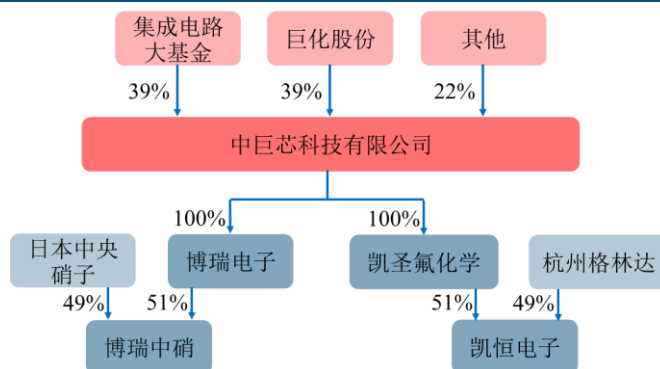 集成电路
大基金
巨化股份
其他
39%
39%
22%
中巨芯科技有限公司
100%
100%
日本中央
硝子
博瑞电子
凯圣氟化学
杭州格林达
49%
51%
51%
49%
博瑞中硝
凯恒电子